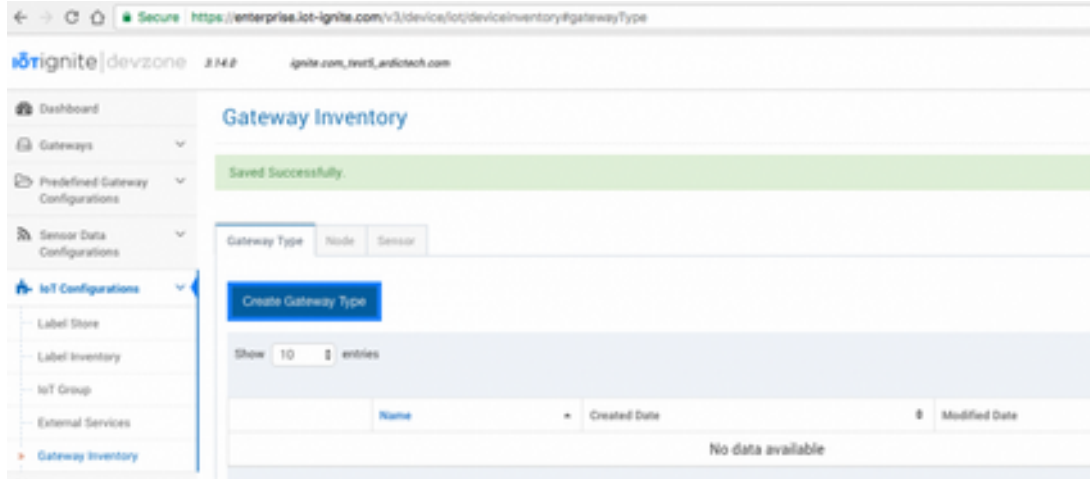 Secure https://enterprise.iot-ignite.com/v3/device/iot/deviceinventory#gatewayType
IOTignite|devzone 3.14.0 ignite.com_test5_ardictech.com
Dashboard
Gateways
Predefined Gateway
Configurations
Sensor Data
Configurations
IoT Configurations
Label Store
Label Inventory
IoT Group
External Services
Gateway Inventory
Gateway Inventory
Saved Successfully.
Gateway Type Node Sensor
Create Gateway Type
Show 10 entries
Name Created Date Modified Date
No data available